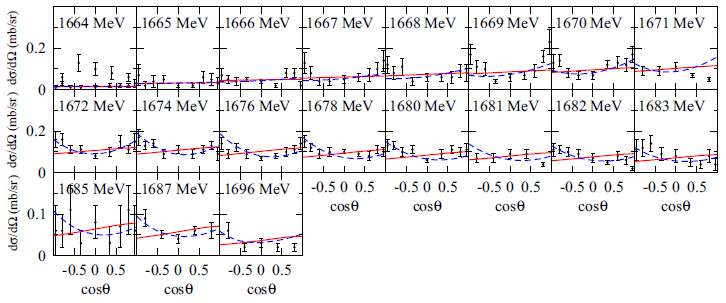 1664 MeV 1665 MeV 1666 MeV 1667 MeV 1668 MeV 1669 MeV 1670 MeV 1671 MeV
dσ/dΩ (mb/sr)
0.2
0
1672 MeV 1674 MeV 1676 MeV 1678 MeV 1680 MeV 1681 MeV 1682 MeV 1683 MeV
dσ/dΩ (mb/sr)
0.2
0
1685 MeV 1687 MeV 1696 MeV
dσ/dΩ (mb/sr)
0.1
0
-0.5 0 0.5 -0.5 0 0.5 -0.5 0 0.5 -0.5 0 0.5 -0.5 0 0.5
cosθ cosθ cosθ cosθ cosθ
-0.5 0 0.5 -0.5 0 0.5 -0.5 0 0.5
cosθ cosθ cosθ